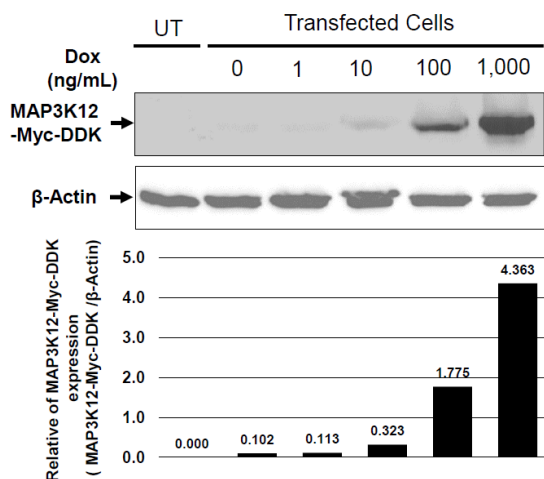 UT
Transfected Cells
Dox
(ng/mL)
0 1 10 100 1,000
MAP3K12
-Myc-DDK
β-Actin
Relative of MAP3K12-Myc-DDK
expression
( MAP3K12-Myc-DDK /β-Actin)
5.0
4.0
3.0
2.0
1.0
0.0
0.000
0.102
0.113
0.323
1.775
4.363